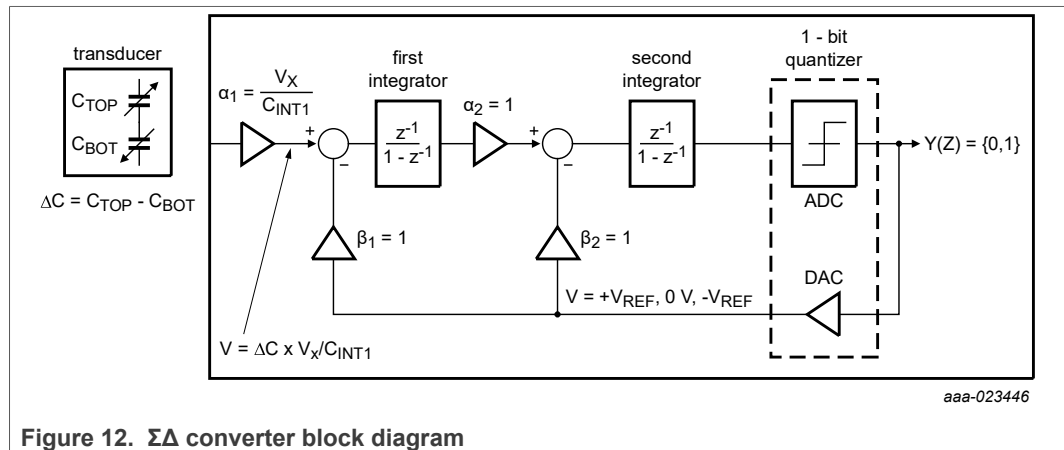 transducer
C_TOP
C_BOT
ΔC = C_TOP - C_BOT
α₁ = V_X / C_INT1
first
integrator
z⁻¹
1 - z⁻¹
α₂ = 1
second
integrator
z⁻¹
1 - z⁻¹
1 - bit
quantizer
ADC
Y(Z) = {0,1}
+
−
+
−
β₁ = 1
β₂ = 1
DAC
V = +V_REF, 0 V, -V_REF
V = ΔC x V_x/C_INT1
aaa-023446
Figure 12. ΣΔ converter block diagram